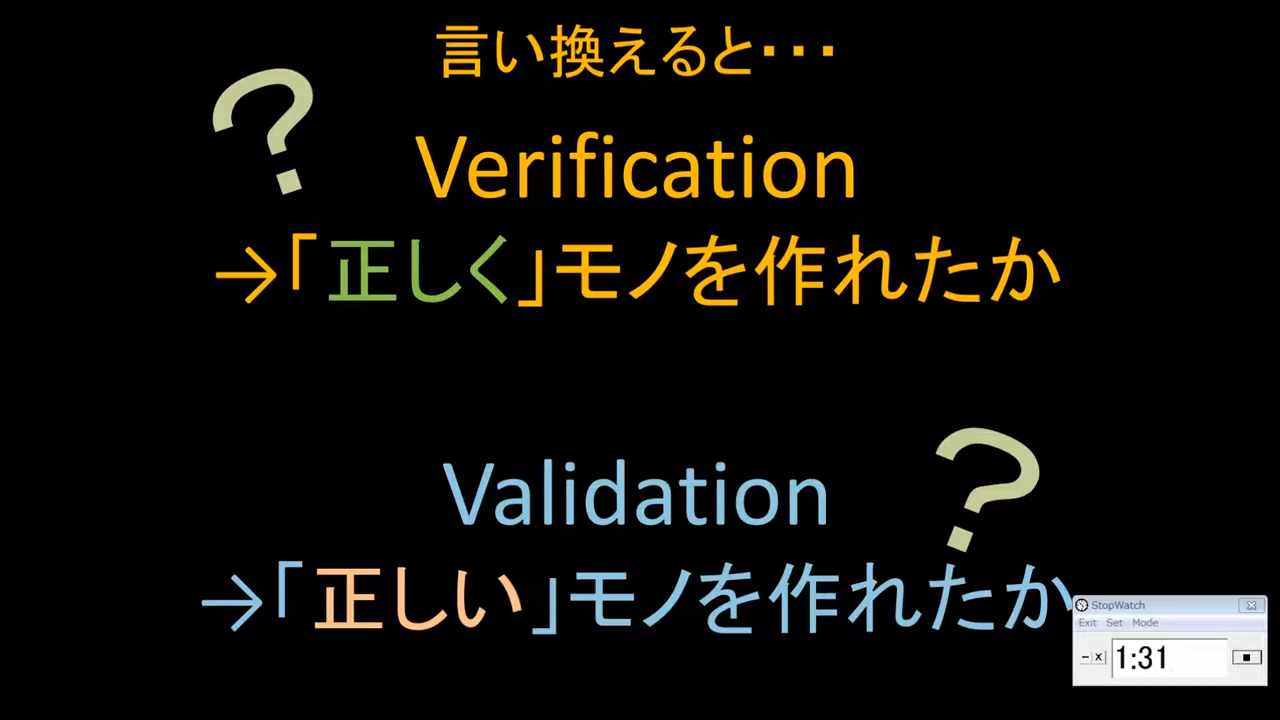 言い換えると・・・
?
Verification
→「正しく」モノを作れたか
Validation
?
→「正しい」モノを作れたか
StopWatch
Exit Set Mode
1:31